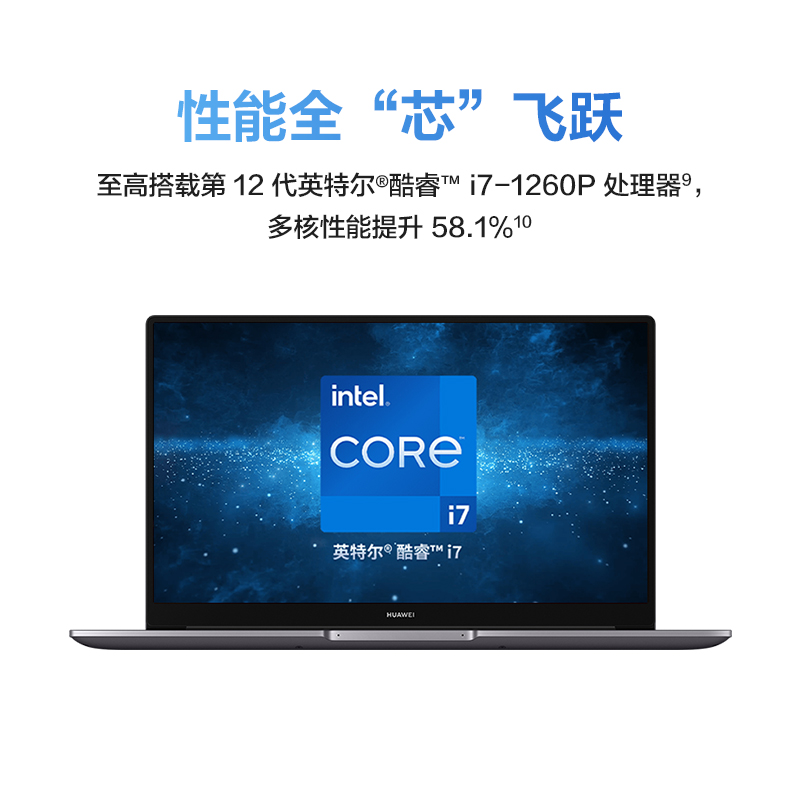 性能全“芯”飞跃
至高搭载第 12 代英特尔®酷睿™ i7-1260P 处理器⁹，
多核性能提升 58.1%¹⁰
intel.
CORe™
i7
英特尔® 酷睿™ i7
HUAWEI